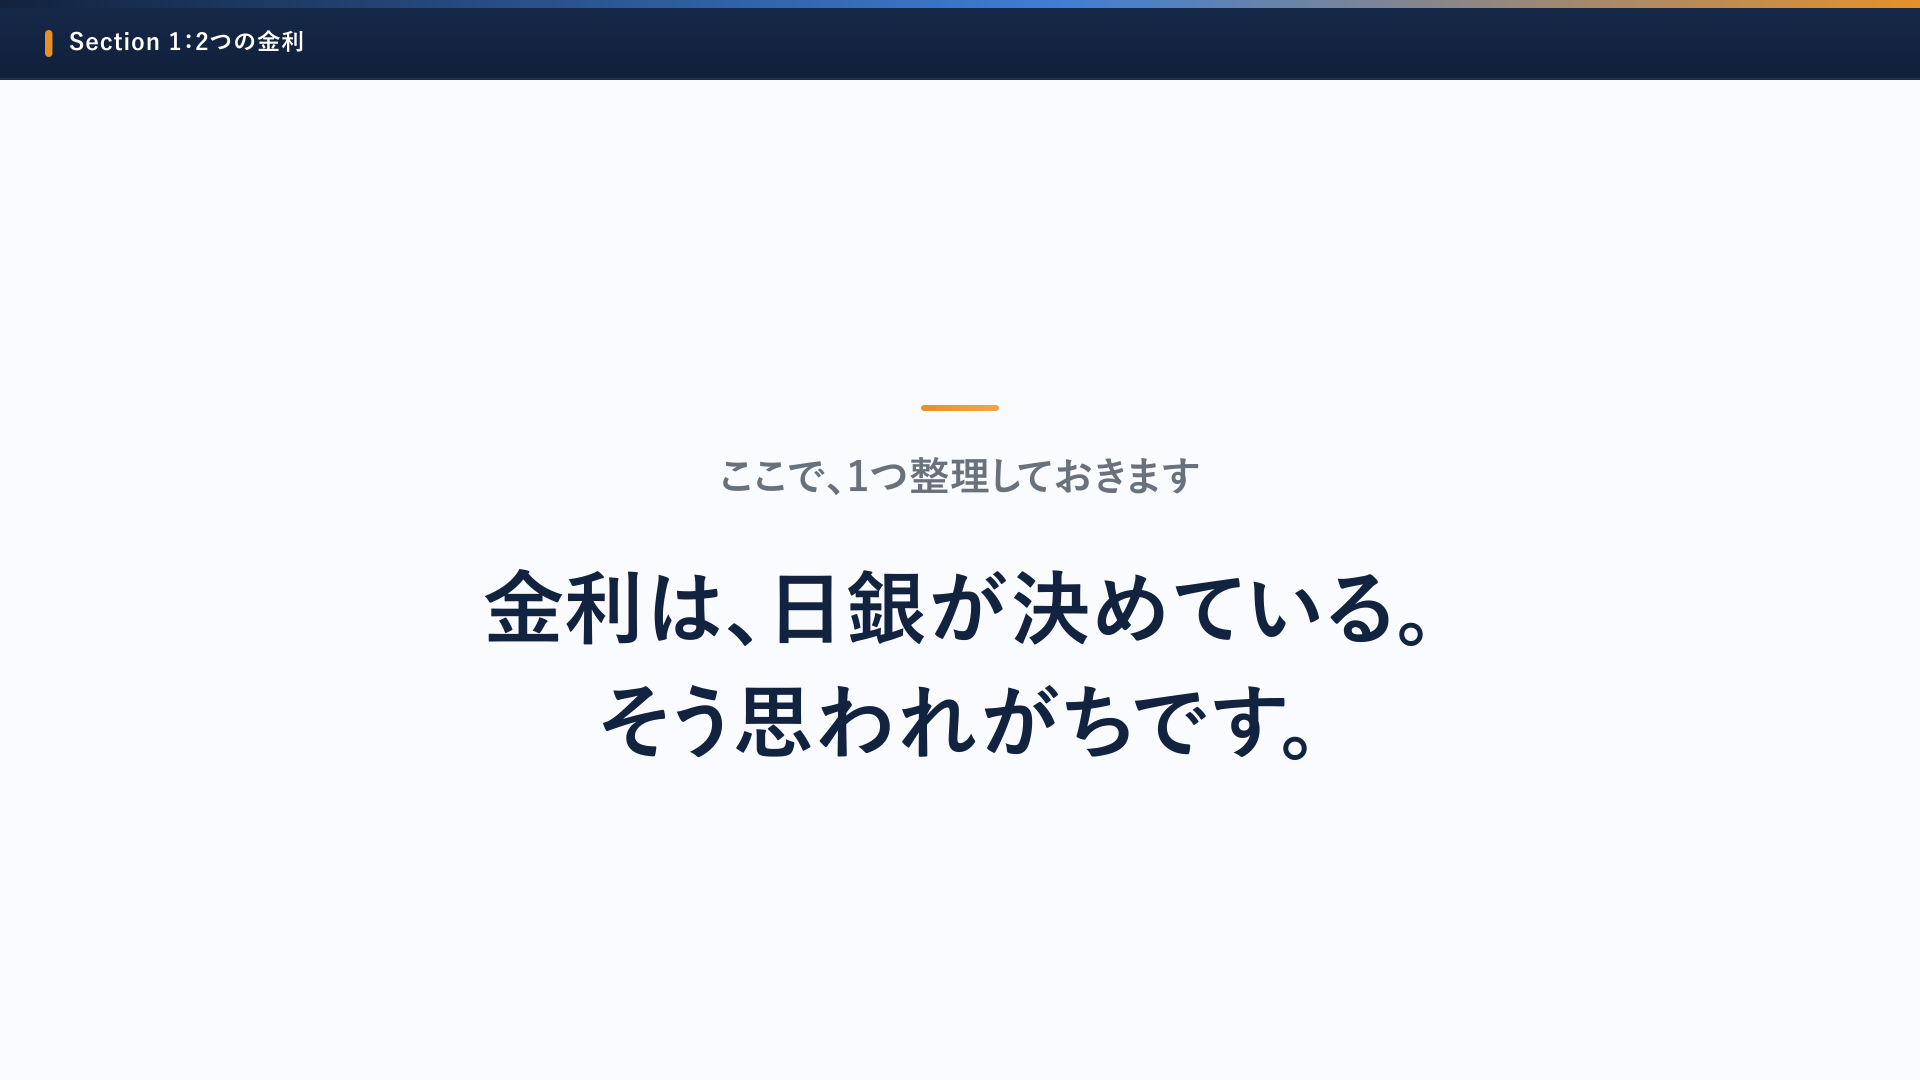 Section 1：2つの金利
ここで、1つ整理しておきます
金利は、日銀が決めている。
そう思われがちです。